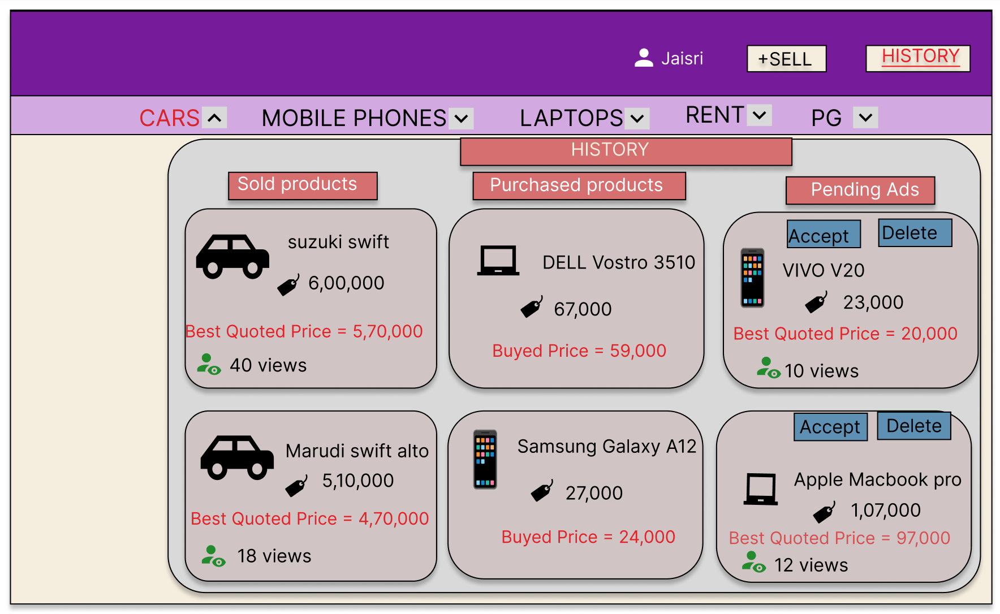 Jaisri
+SELL
HISTORY
CARS
MOBILE PHONES
LAPTOPS
RENT
PG
HISTORY
Sold products
Purchased products
Pending Ads
suzuki swift
6,00,000
Best Quoted Price = 5,70,000
40 views
DELL Vostro 3510
67,000
Buyed Price = 59,000
Accept
Delete
VIVO V20
23,000
Best Quoted Price = 20,000
10 views
Marudi swift alto
5,10,000
Best Quoted Price = 4,70,000
18 views
Samsung Galaxy A12
27,000
Buyed Price = 24,000
Accept
Delete
Apple Macbook pro
1,07,000
Best Quoted Price = 97,000
12 views